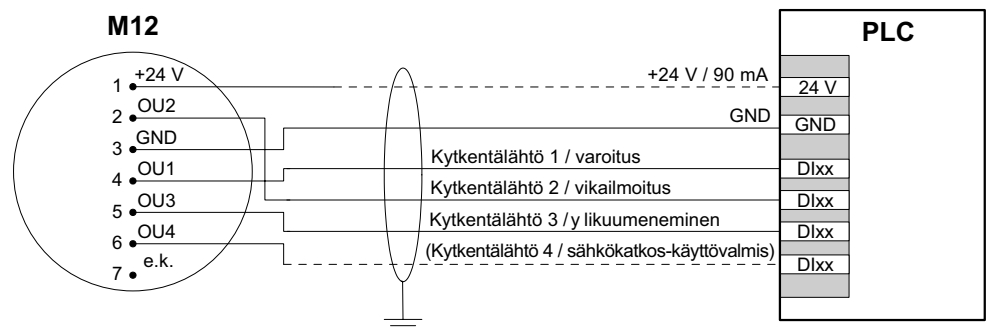 M12
PLC
1 +24 V
+24 V / 90 mA
24 V
2 OU2
GND
GND
3 GND
4 OU1
Kytkentälähtö 1 / varoitus
DIxx
Kytkentälähtö 2 / vikailmoitus
DIxx
5 OU3
Kytkentälähtö 3 /y likuumeneminen
DIxx
6 OU4
(Kytkentälähtö 4 / sähkökatkos-käyttövalmis)
DIxx
7 e.k.